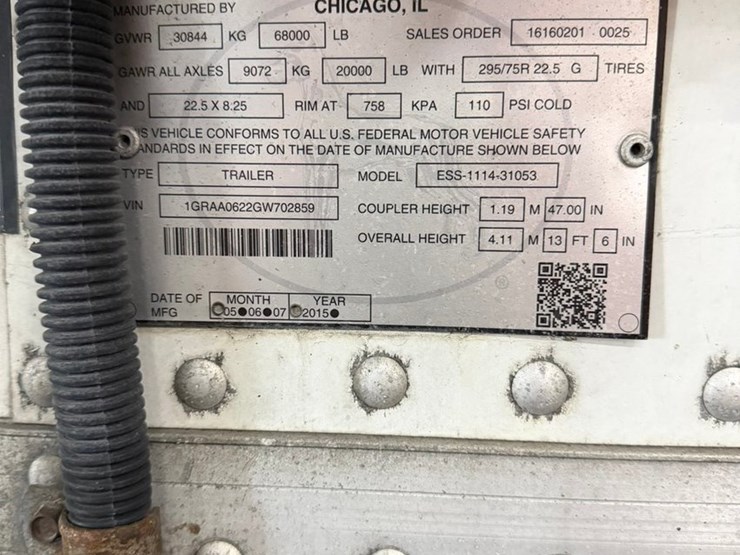 MANUFACTURED BY CHICAGO, IL
GVWR 30844 KG 68000 LB SALES ORDER 16160201 0025
GAWR ALL AXLES 9072 KG 20000 LB WITH 295/75R 22.5 G TIRES
AND 22.5 X 8.25 RIM AT 758 KPA 110 PSI COLD
VEHICLE CONFORMS TO ALL U.S. FEDERAL MOTOR VEHICLE SAFETY
ANDARDS IN EFFECT ON THE DATE OF MANUFACTURE SHOWN BELOW
TYPE TRAILER MODEL ESS-1114-31053
VIN 1GRAA0622GW702859 COUPLER HEIGHT 1.19 M 47.00 IN
OVERALL HEIGHT 4.11 M 13 FT 6 IN
DATE OF MFG MONTH YEAR
05 06 07 2015